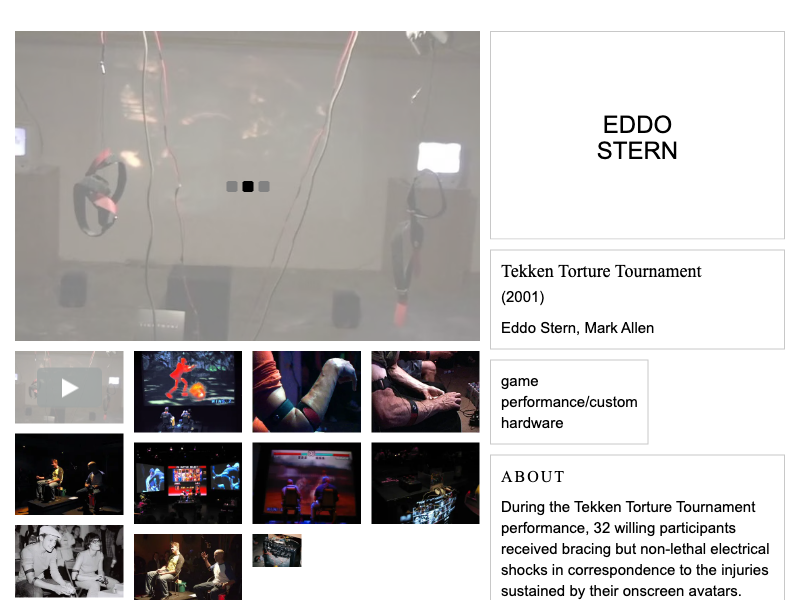 EDDO
STERN
Tekken Torture Tournament
(2001)
Eddo Stern, Mark Allen
game
performance/custom
hardware
ABOUT
During the Tekken Torture Tournament
performance, 32 willing participants
received bracing but non-lethal electrical
shocks in correspondence to the injuries
sustained by their onscreen avatars.